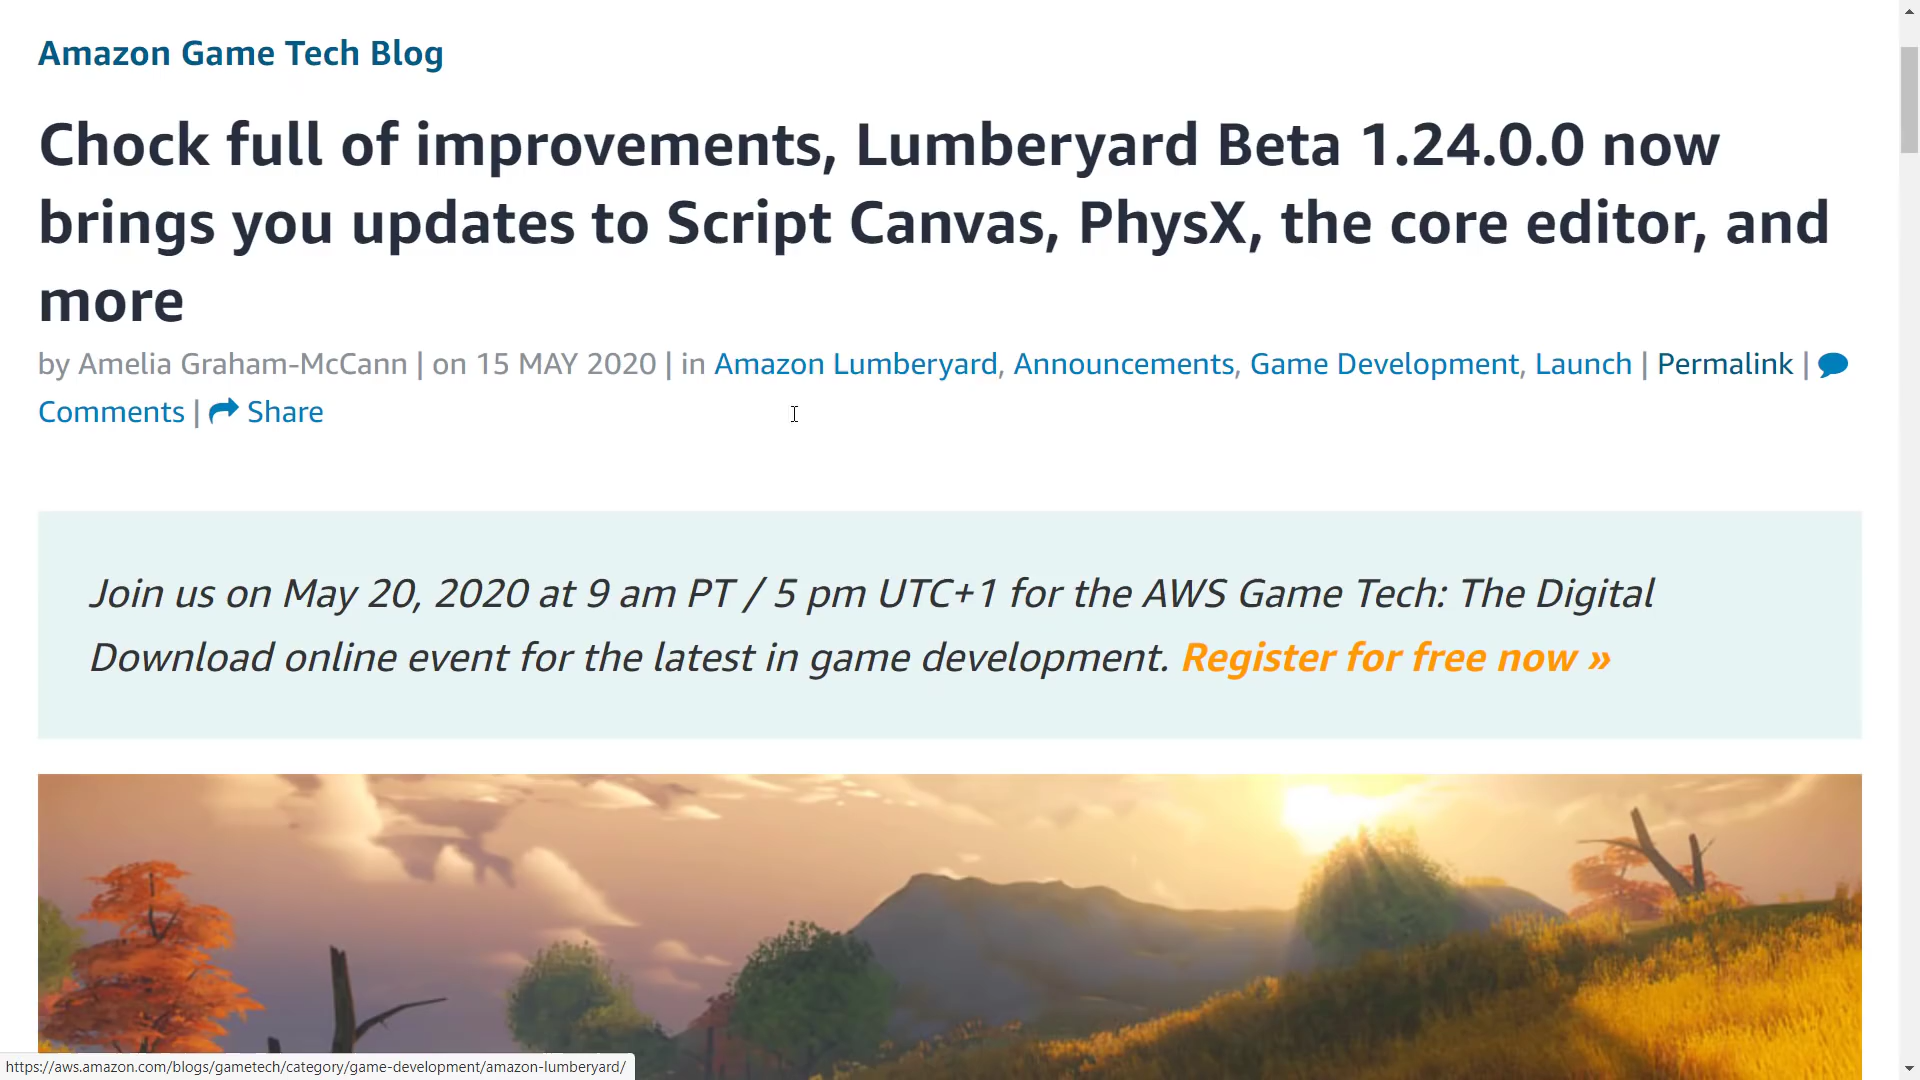 Amazon Game Tech Blog
Chock full of improvements, Lumberyard Beta 1.24.0.0 now
brings you updates to Script Canvas, PhysX, the core editor, and
more
by Amelia Graham-McCann | on 15 MAY 2020 | in Amazon Lumberyard, Announcements, Game Development, Launch | Permalink |
Comments | Share
Join us on May 20, 2020 at 9 am PT / 5 pm UTC+1 for the AWS Game Tech: The Digital
Download online event for the latest in game development. Register for free now »
https://aws.amazon.com/blogs/gametech/category/game-development/amazon-lumberyard/